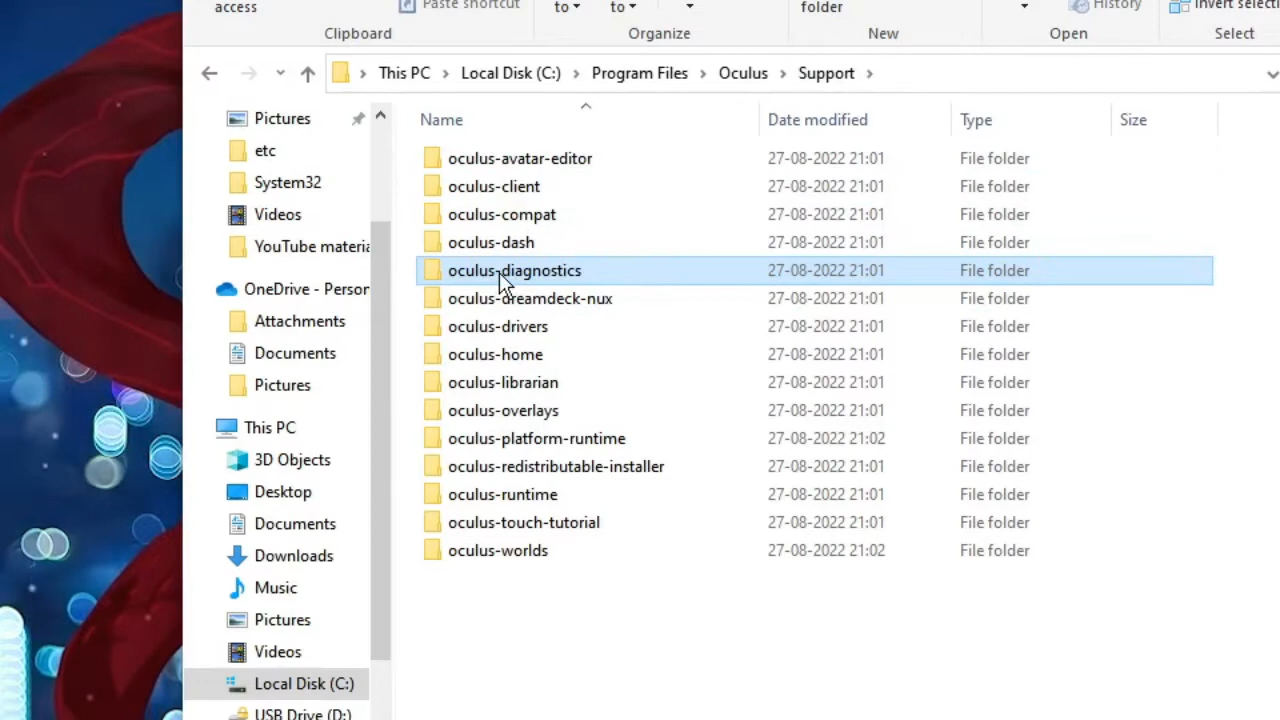 access
Paste shortcut
to
to
folder
History
Invert selecti
Clipboard
Organize
New
Open
Select
This PC > Local Disk (C:) > Program Files > Oculus > Support >
Name
Date modified
Type
Size
Pictures
etc
System32
Videos
YouTube materia
OneDrive - Person
Attachments
Documents
Pictures
This PC
3D Objects
Desktop
Documents
Downloads
Music
Pictures
Videos
Local Disk (C:)
USB Drive (D:)
oculus-avatar-editor 27-08-2022 21:01 File folder
oculus-client 27-08-2022 21:01 File folder
oculus-compat 27-08-2022 21:01 File folder
oculus-dash 27-08-2022 21:01 File folder
oculus-diagnostics 27-08-2022 21:01 File folder
oculus-dreamdeck-nux 27-08-2022 21:01 File folder
oculus-drivers 27-08-2022 21:01 File folder
oculus-home 27-08-2022 21:01 File folder
oculus-librarian 27-08-2022 21:01 File folder
oculus-overlays 27-08-2022 21:01 File folder
oculus-platform-runtime 27-08-2022 21:02 File folder
oculus-redistributable-installer 27-08-2022 21:01 File folder
oculus-runtime 27-08-2022 21:01 File folder
oculus-touch-tutorial 27-08-2022 21:01 File folder
oculus-worlds 27-08-2022 21:02 File folder